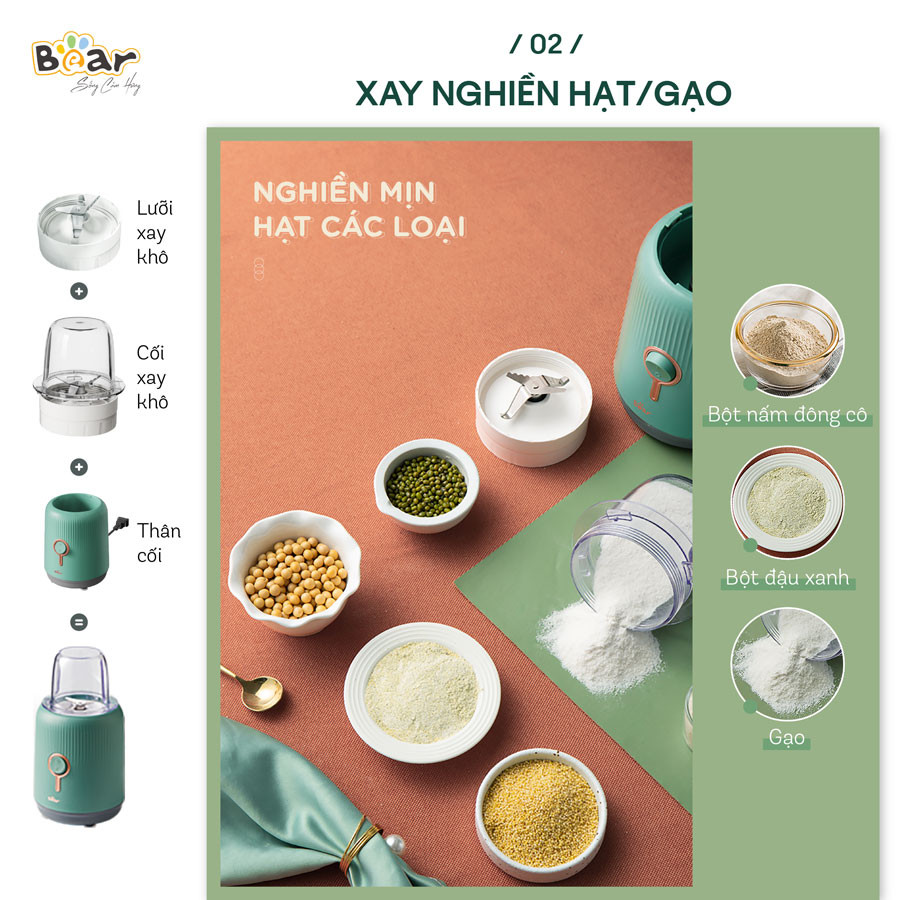 Bear
Sống Cảm Hứng
/ 02 /
XAY NGHIỀN HẠT/GẠO
NGHIỀN MỊN
HẠT CÁC LOẠI
Lưỡi
xay
khô
+
Cối
xay
khô
+
Thân
cối
=
Bột nấm đông cô
Bột đậu xanh
Gạo